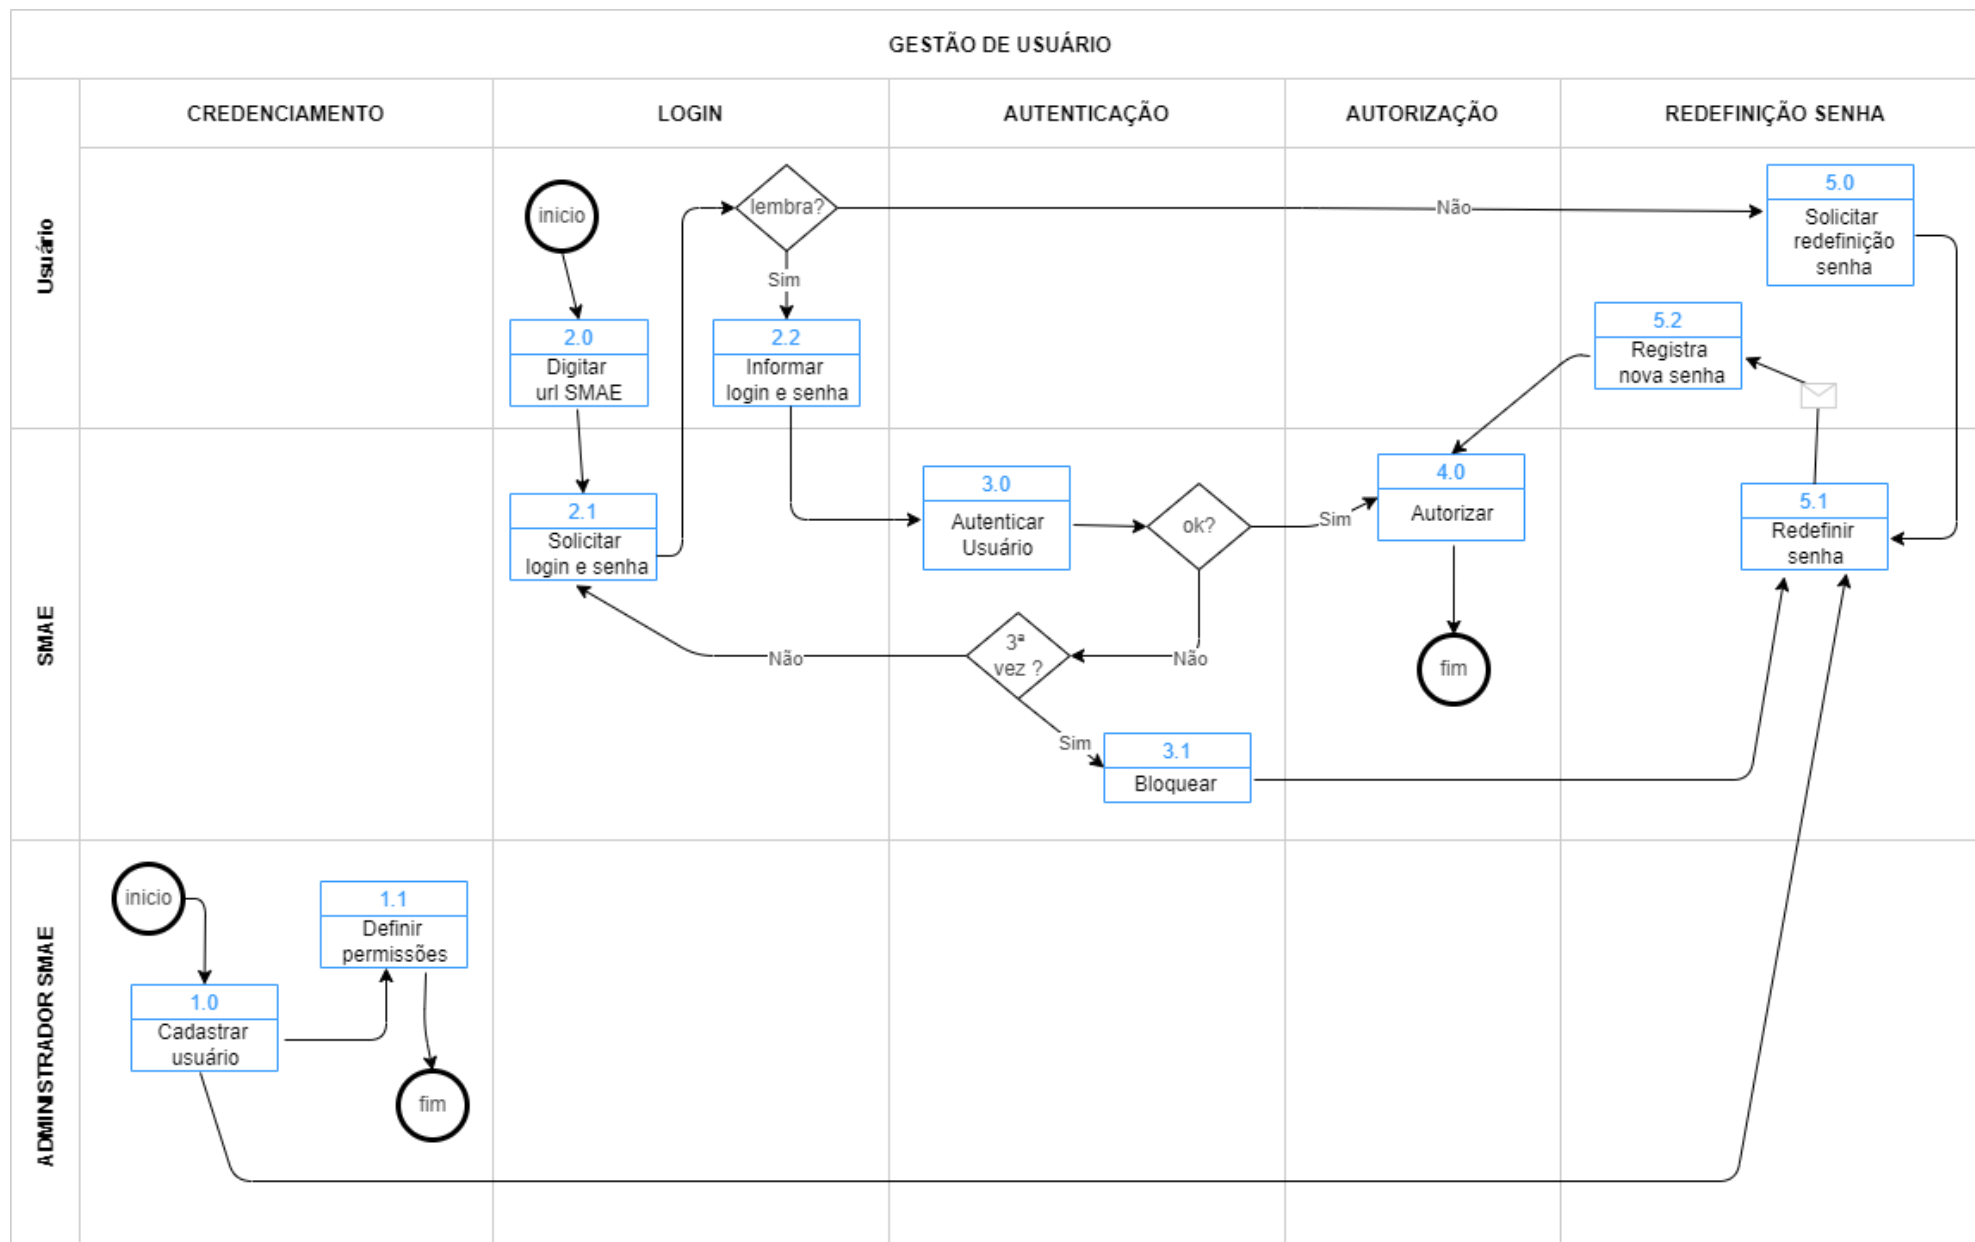 GESTÃO DE USUÁRIO
CREDENCIAMENTO
LOGIN
AUTENTICAÇÃO
AUTORIZAÇÃO
REDEFINIÇÃO SENHA
Usuário
inicio
lembra?
Não
Sim
5.0
Solicitar
redefinição
senha
2.0
Digitar
url SMAE
2.2
Informar
login e senha
5.2
Registra
nova senha
SMAE
2.1
Solicitar
login e senha
3.0
Autenticar
Usuário
ok?
Sim
4.0
Autorizar
5.1
Redefinir
senha
Não
3ª
vez ?
Não
fim
Sim
3.1
Bloquear
ADMINISTRADOR SMAE
inicio
1.1
Definir
permissões
1.0
Cadastrar
usuário
fim